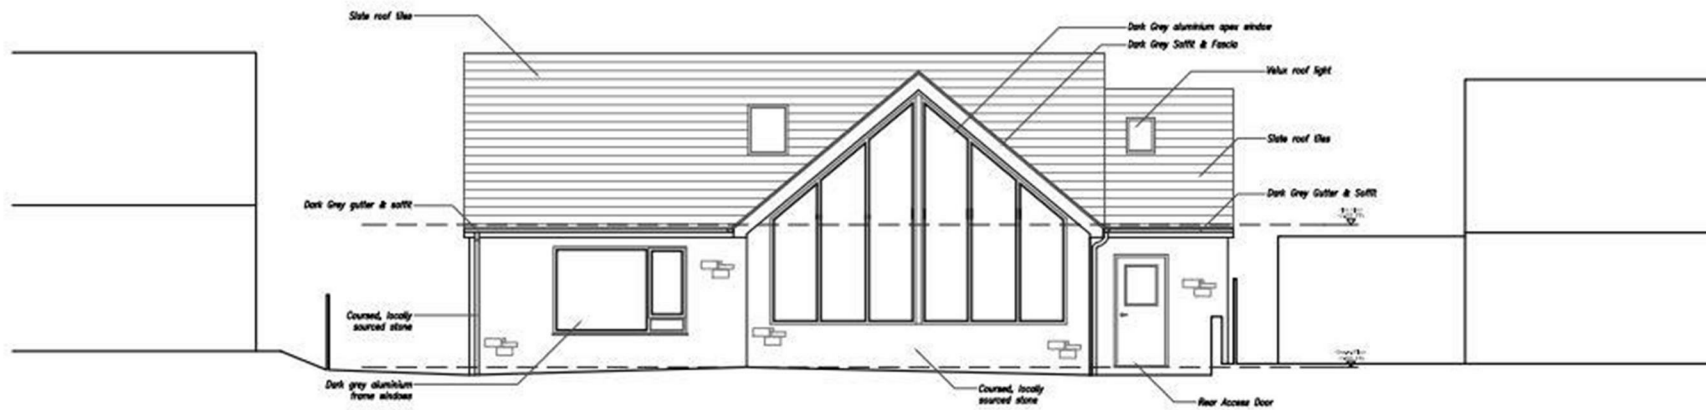 Slate roof tiles
Dark Grey aluminium apex window
Dark Grey Soffit & Fascia
Velux roof light
Slate roof tiles
Dark Grey Gutter & Soffit
Dark Grey gutter & soffit
Coursed, locally
sourced stone
Dark grey aluminium
frame windows
Coursed, locally
sourced stone
Rear Access Door